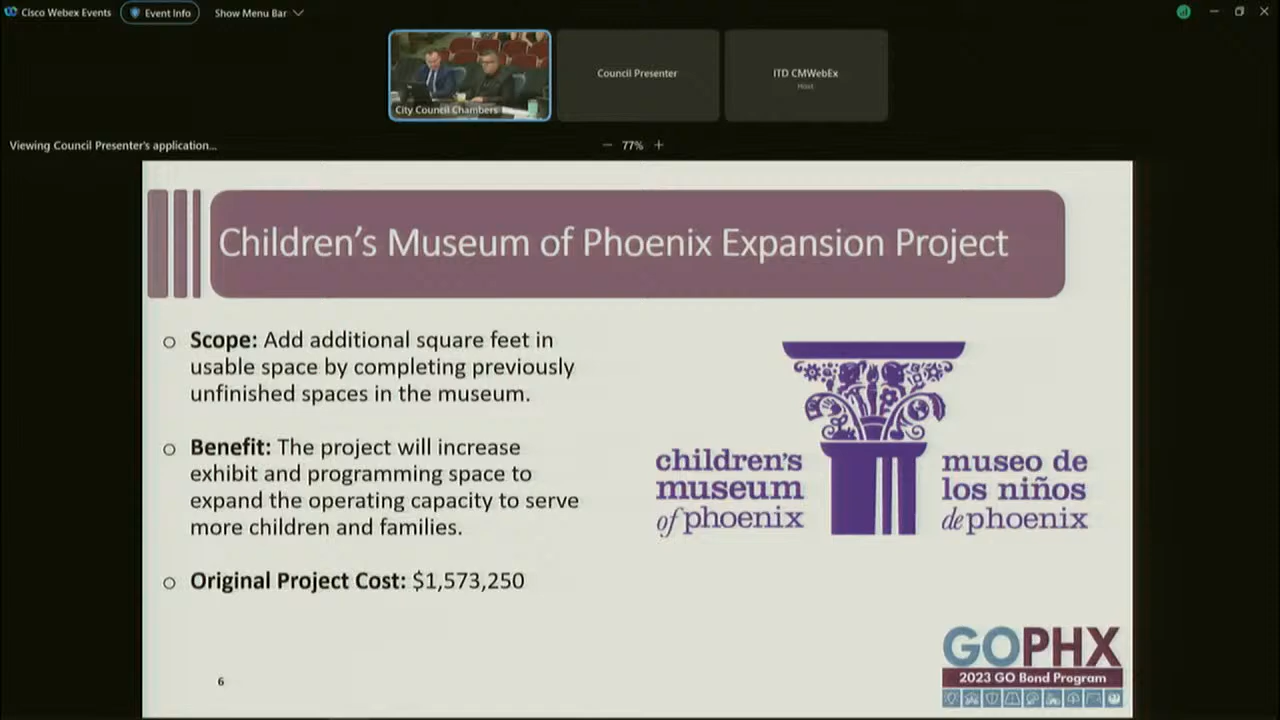 Cisco Webex Events
Event Info
Show Menu Bar
City Council Chambers
Council Presenter
ITD CMWebEx
Host
Viewing Council Presenter's application...
77%
Children's Museum of Phoenix Expansion Project
○ Scope: Add additional square feet in
usable space by completing previously
unfinished spaces in the museum.
○ Benefit: The project will increase
exhibit and programming space to
expand the operating capacity to serve
more children and families.
○ Original Project Cost: $1,573,250
children's
museum
of phoenix
museo de
los niños
de phoenix
GOPHX
2023 GO Bond Program
6